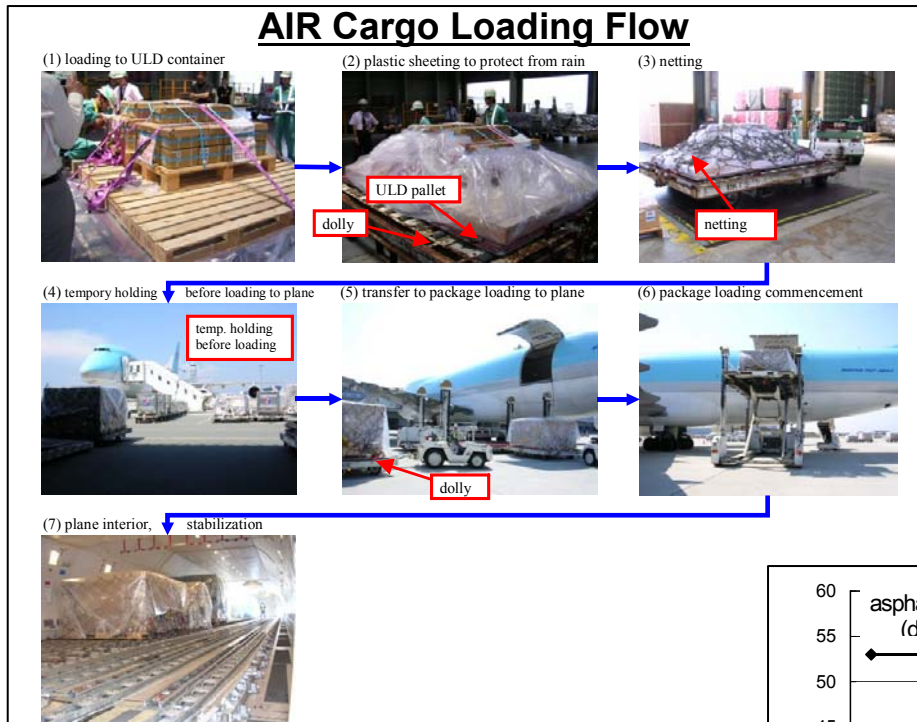 AIR Cargo Loading Flow
(1) loading to ULD container
(2) plastic sheeting to protect from rain
(3) netting
ULD pallet
dolly
netting
(4) tempory holding before loading to plane
(5) transfer to package loading to plane
(6) package loading commencement
temp. holding
before loading
dolly
(7) plane interior, stabilization
60
55
50